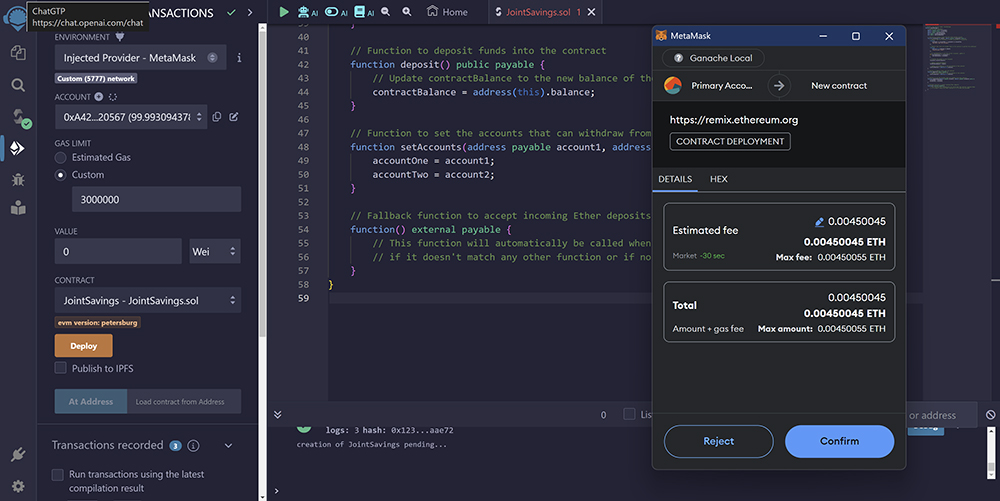 ChatGTP
https://chat.openai.com/chat
TRANSACTIONS
ENVIRONMENT
Injected Provider - MetaMask
Custom (5777) network
ACCOUNT
0xA42...20567 (99.993094378
GAS LIMIT
Estimated Gas
Custom
3000000
VALUE
0
Wei
CONTRACT
JointSavings - JointSavings.sol
evm version: petersburg
Deploy
Publish to IPFS
At Address
Load contract from Address
Transactions recorded 3
Run transactions using the latest
compilation result
AI AI AI
Home
JointSavings.sol 1
40
41 // Function to deposit funds into the contract
42 function deposit() public payable {
43 // Update contractBalance to the new balance of the
44 contractBalance = address(this).balance;
45 }
46
47 // Function to set the accounts that can withdraw from
48 function setAccounts(address payable account1, address
49 accountOne = account1;
50 accountTwo = account2;
51 }
52
53 // Fallback function to accept incoming Ether deposits
54 function() external payable {
55 // This function will automatically be called when
56 // if it doesn't match any other function or if no
57 }
58 }
59
0
or address
logs: 3 hash: 0x123...aae72
creation of JointSavings pending...
>
MetaMask
Ganache Local
Primary Acco...
New contract
https://remix.ethereum.org
CONTRACT DEPLOYMENT
DETAILS
HEX
Estimated fee
0.00450045
0.00450045 ETH
Market ~30 sec
Max fee: 0.00450055 ETH
Total
0.00450045
0.00450045 ETH
Amount + gas fee
Max amount: 0.00450055 ETH
Reject
Confirm